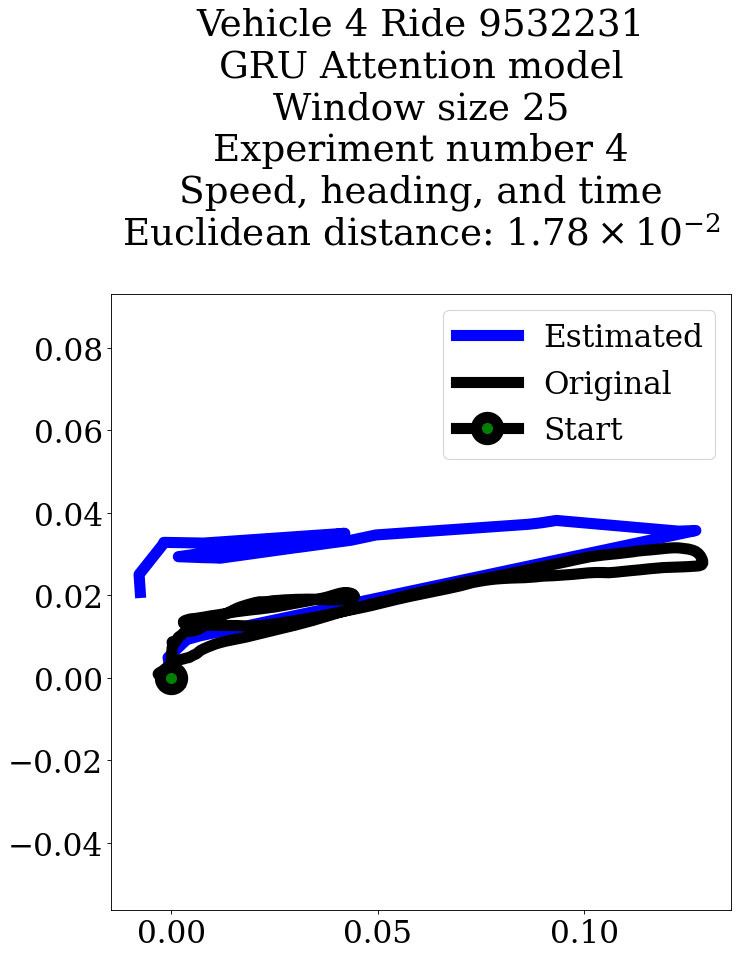 Vehicle 4 Ride 9532231
GRU Attention model
Window size 25
Experiment number 4
Speed, heading, and time
Euclidean distance: 1.78 × 10⁻²
Estimated
Original
Start
0.08
0.06
0.04
0.02
0.00
−0.02
−0.04
0.00 0.05 0.10